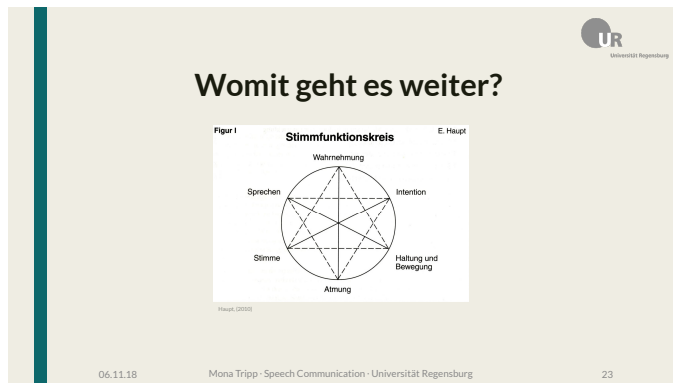 UR
Universität Regensburg
Womit geht es weiter?
Figur I
E. Haupt
Stimmfunktionskreis
Wahrnehmung
Sprechen
Intention
Stimme
Haltung und
Bewegung
Atmung
Haupt, (2010)
06.11.18
Mona Tripp - Speech Communication - Universität Regensburg
23